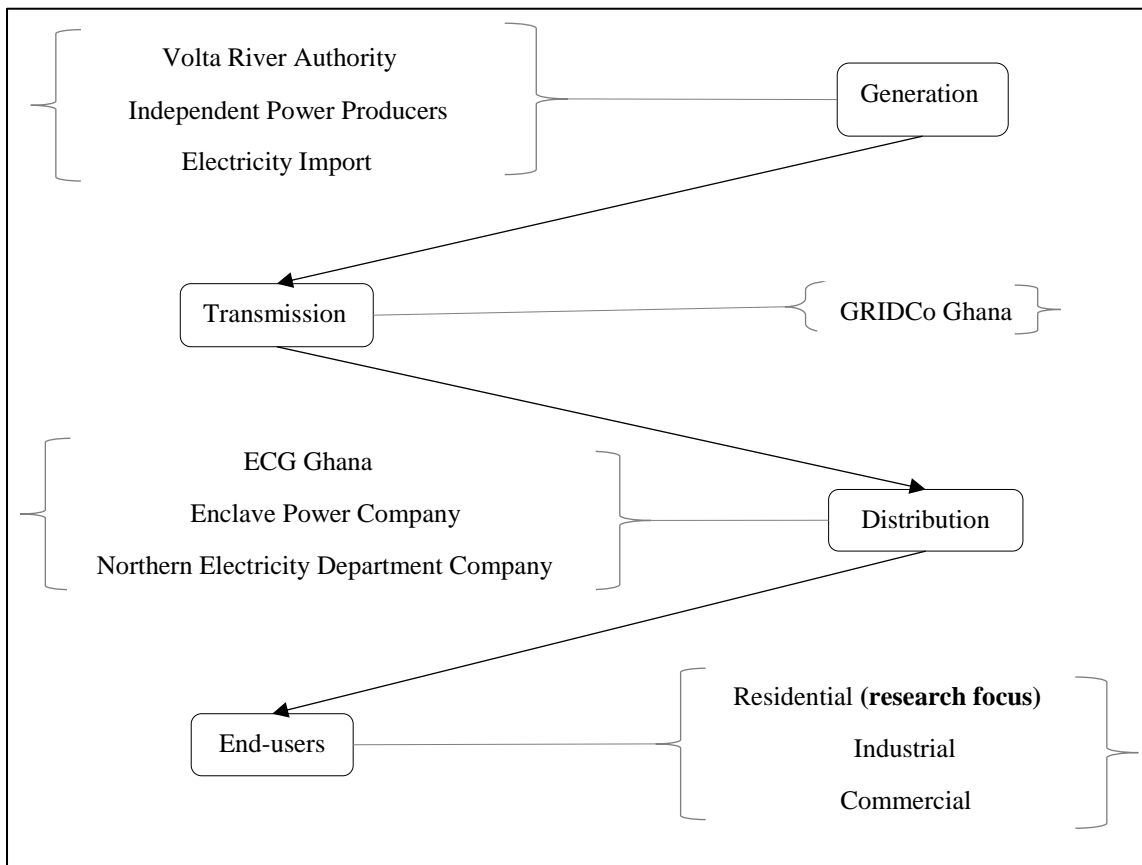 Volta River Authority
Independent Power Producers
Electricity Import
Generation
Transmission
GRIDCo Ghana
ECG Ghana
Enclave Power Company
Northern Electricity Department Company
Distribution
End-users
Residential (research focus)
Industrial
Commercial